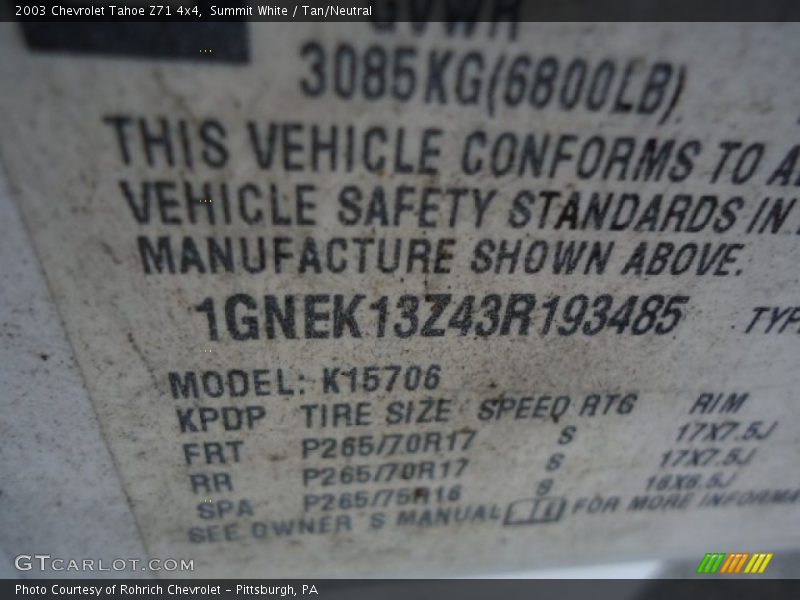 2003 Chevrolet Tahoe Z71 4x4, Summit White / Tan/Neutral
GVWR
3085KG(6800LB)
THIS VEHICLE CONFORMS TO
VEHICLE SAFETY STANDARDS IN
MANUFACTURE SHOWN ABOVE.
1GNEK13Z43R193485 TYP
MODEL: K15706
KPDP TIRE SIZE SPEED RTG RIM
FRT P265/70R17 S 17X7.5J
RR P265/70R17 S 17X7.5J
SPA P265/75R16 S 16X6.5J
SEE OWNER'S MANUAL FOR MORE INFORMA
GTCARLOT.COM
Photo Courtesy of Rohrich Chevrolet – Pittsburgh, PA